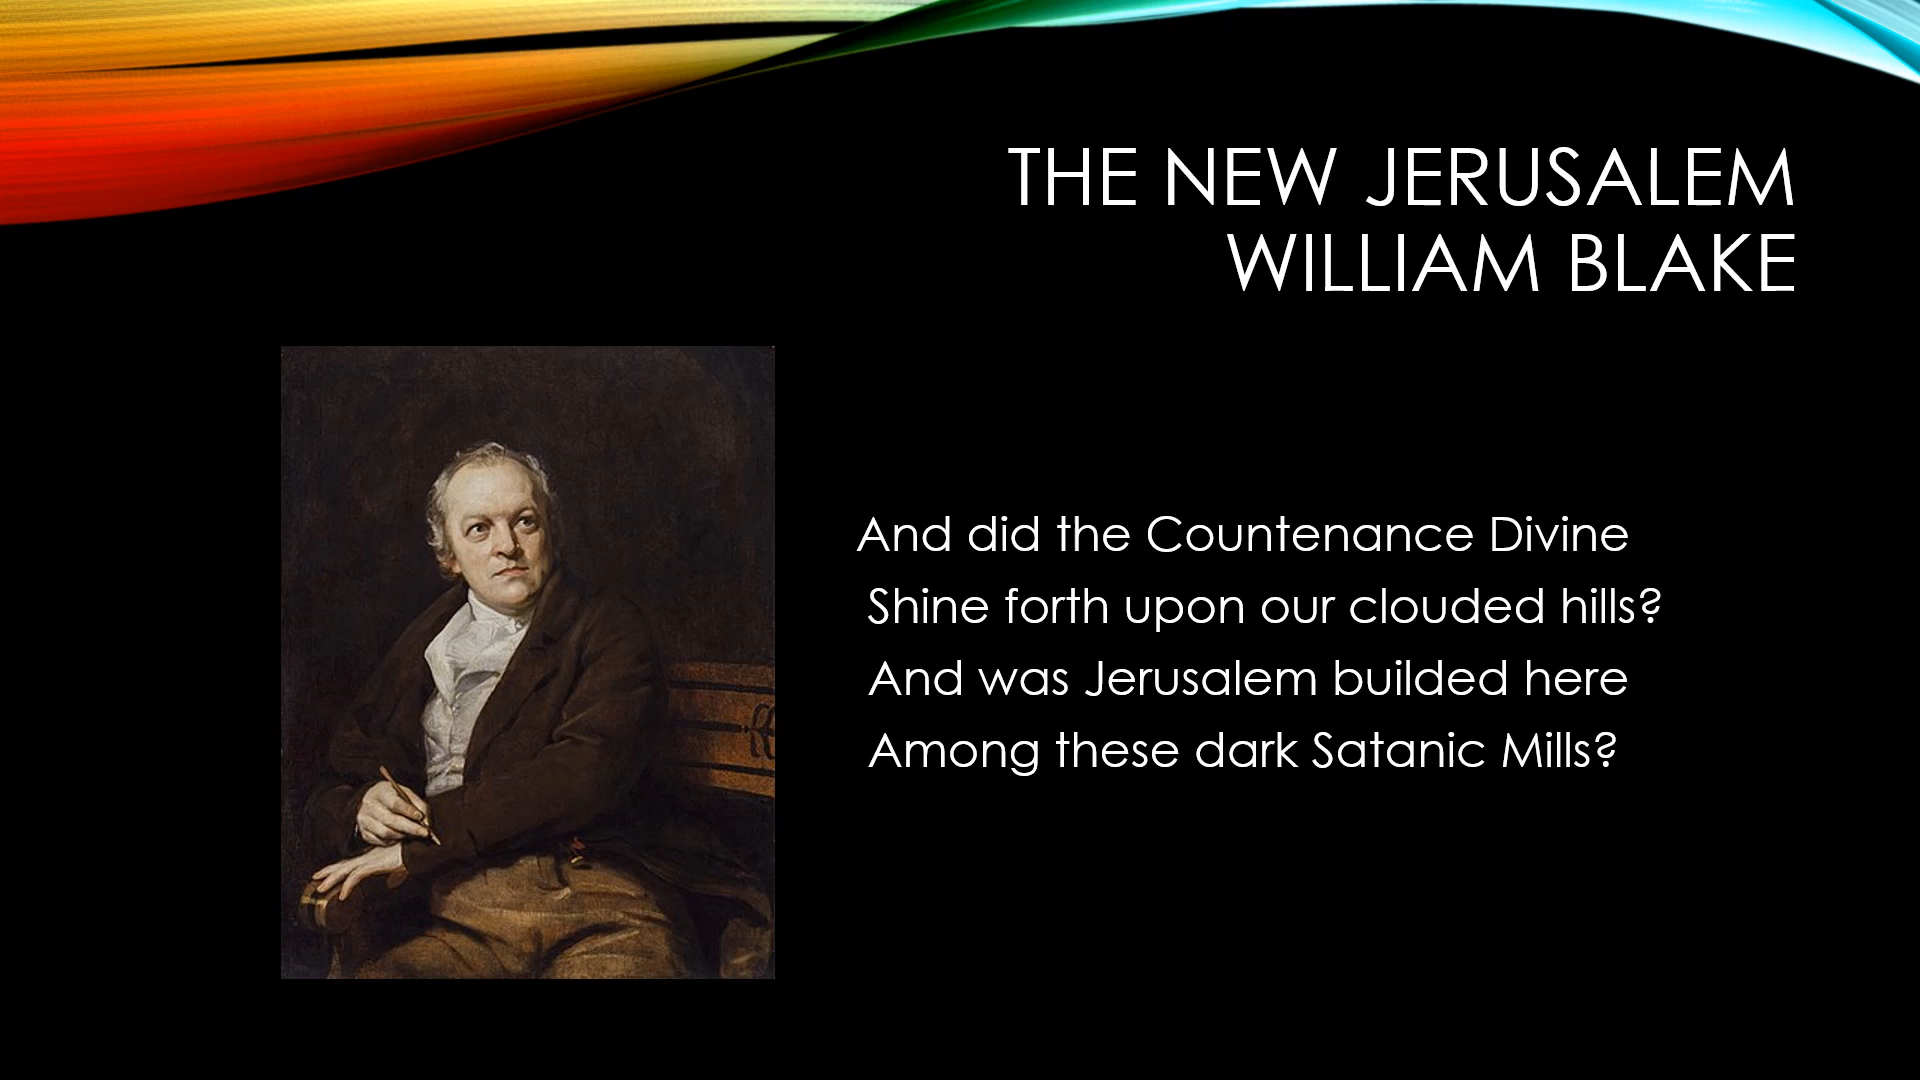 THE NEW JERUSALEM
WILLIAM BLAKE
And did the Countenance Divine
Shine forth upon our clouded hills?
And was Jerusalem builded here
Among these dark Satanic Mills?